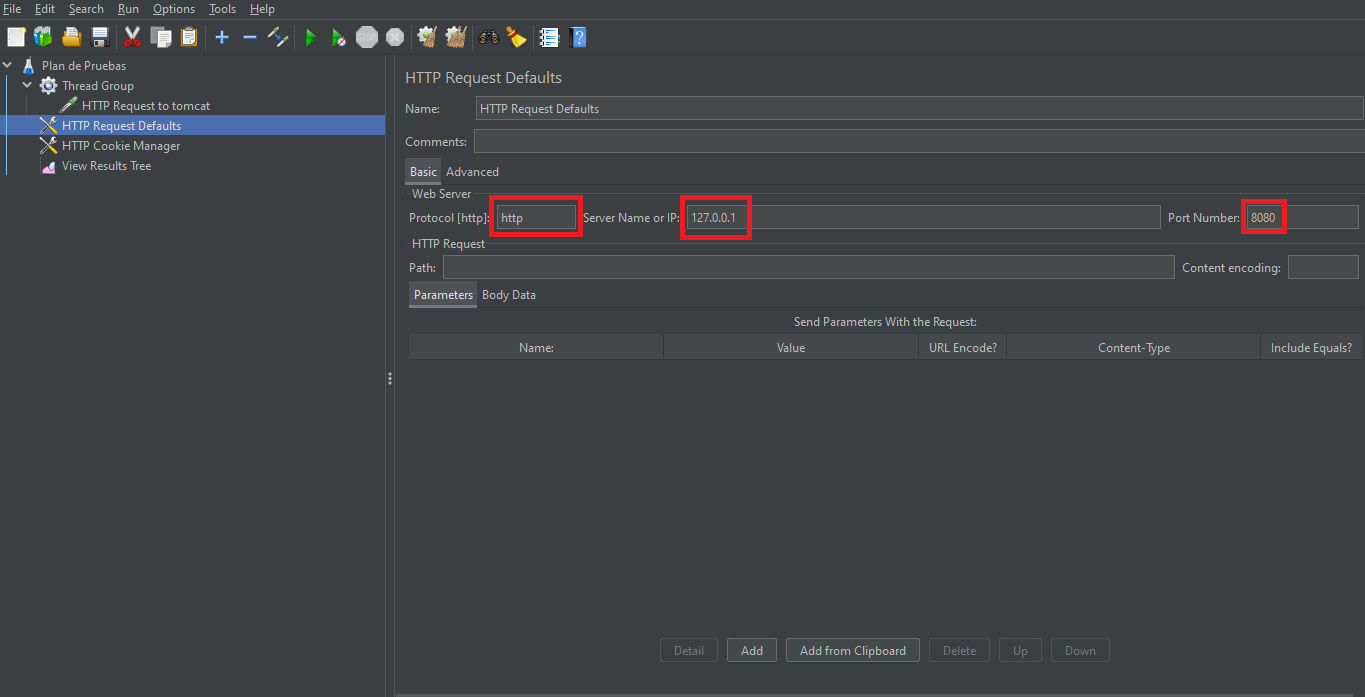 File Edit Search Run Options Tools Help
Plan de Pruebas
Thread Group
HTTP Request to tomcat
HTTP Request Defaults
HTTP Cookie Manager
View Results Tree
HTTP Request Defaults
Name: HTTP Request Defaults
Comments:
Basic Advanced
Web Server
Protocol [http]: http Server Name or IP: 127.0.0.1 Port Number: 8080
HTTP Request
Path: Content encoding:
Parameters Body Data
Send Parameters With the Request:
Name: Value URL Encode? Content-Type Include Equals?
Detail Add Add from Clipboard Delete Up Down